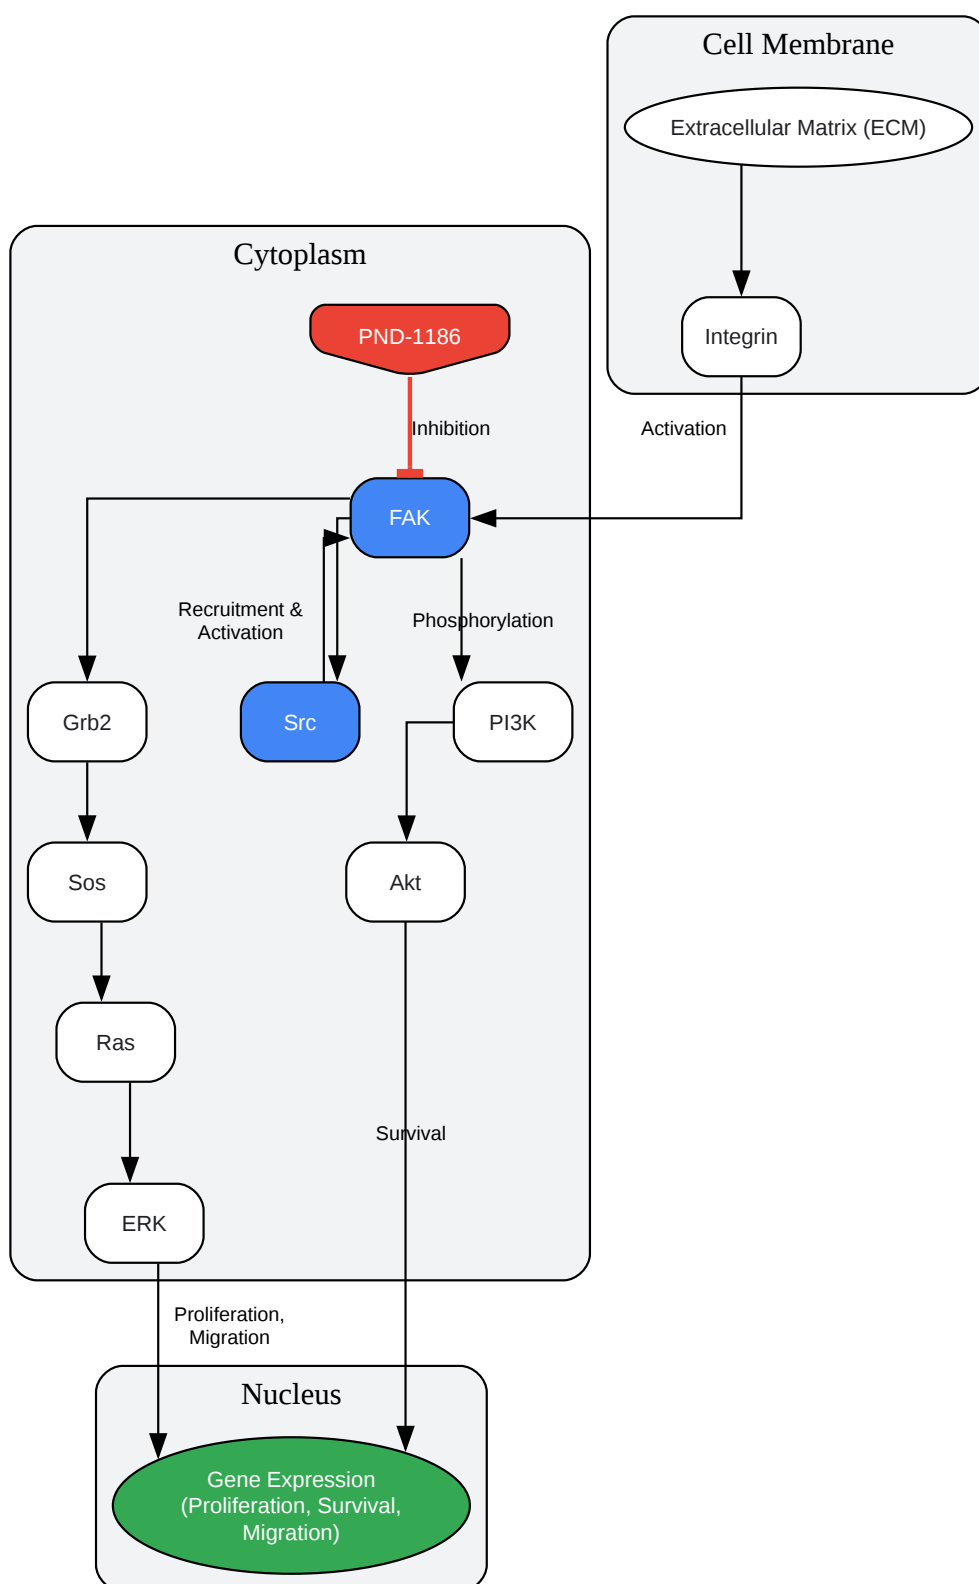 Cell Membrane
Extracellular Matrix (ECM)
Integrin
Activation
Cytoplasm
PND-1186
Inhibition
FAK
Recruitment &
Activation
Phosphorylation
Grb2
Src
PI3K
Sos
Akt
Ras
Survival
ERK
Proliferation,
Migration
Nucleus
Gene Expression
(Proliferation, Survival,
Migration)